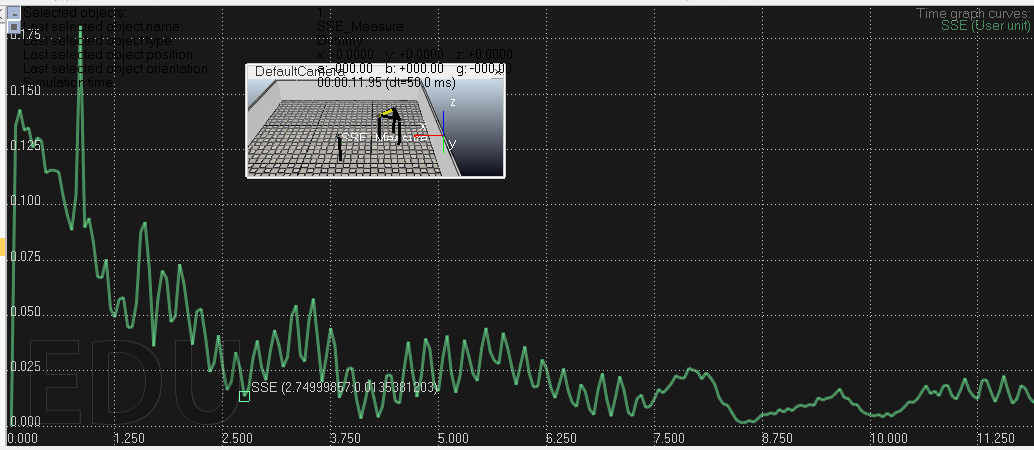 Selected objects: 1
Last selected object name: SSE_Measure
Last selected object type: Dummy
Last selected object position: x: +0.0000 y: +0.0000 z: +0.0000
Last selected object orientation: a: -000.00 b: +000.00 g: -000.00
Simulation time: 00:00:11.95 (dt=50.0 ms)
Time graph curves:
SSE (User unit)
DefaultCamera
z
x
SSE_Measure
y
0.175
0.150
0.125
0.100
0.075
0.050
0.025
0.000
EDU
SSE (2.74999857;0.0135381203)
0.000 1.250 2.500 3.750 5.000 6.250 7.500 8.750 10.000 11.250